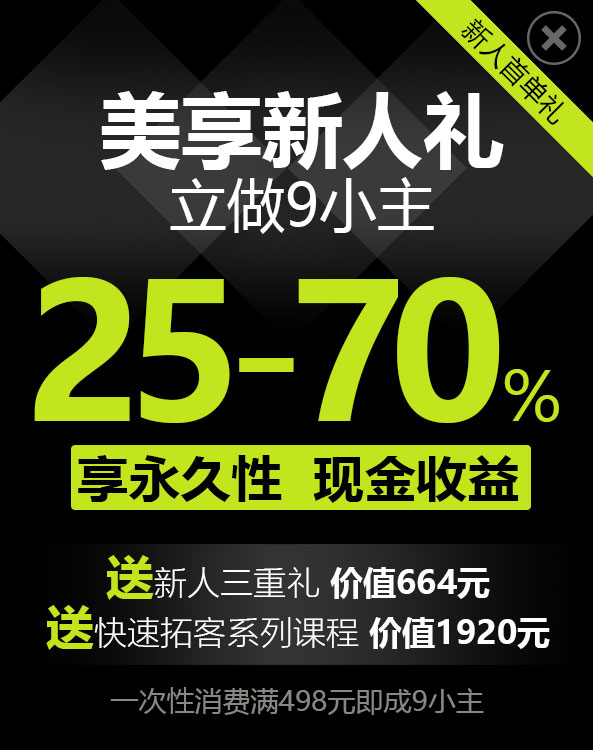 新人首单礼
美享新人礼
立做9小主
25-70%
享永久性 现金收益
送新人三重礼 价值664元
送快速拓客系列课程 价值1920元
一次性消费满498元即成9小主